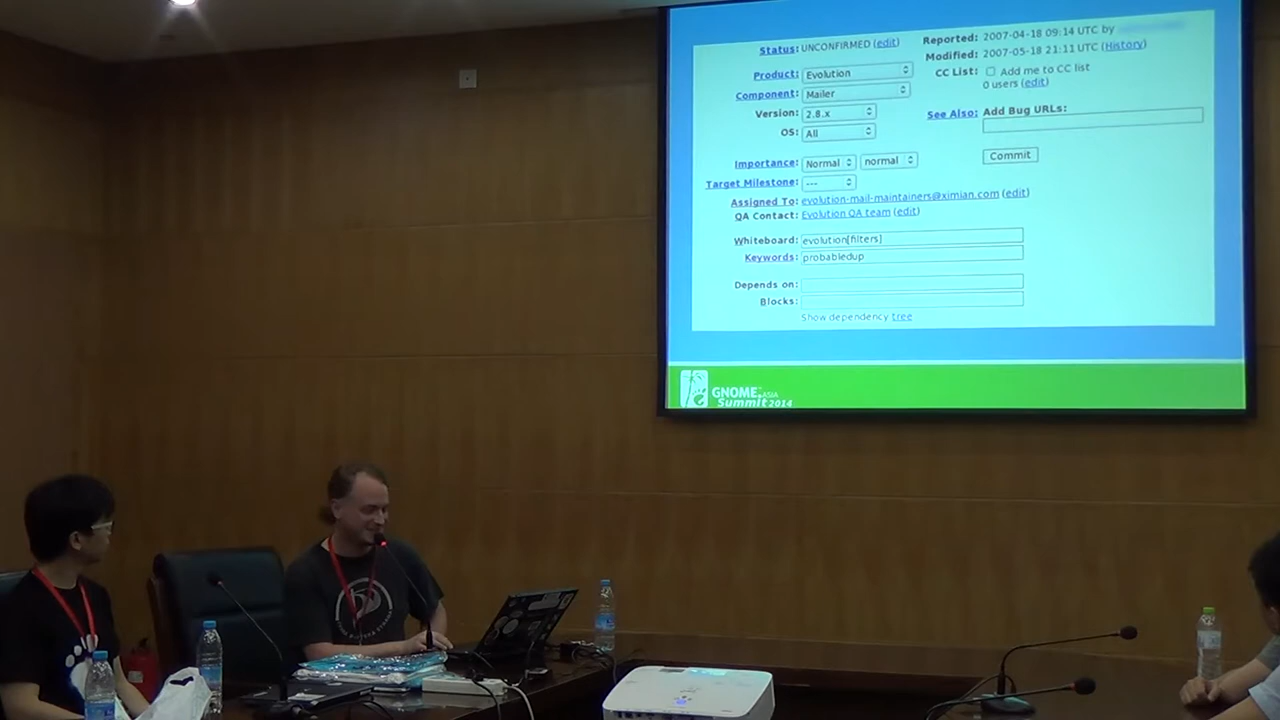 Status: UNCONFIRMED (edit)
Product: Evolution
Component: Mailer
Version: 2.8.x
OS: All
Importance: Normal normal
Target Milestone: ---
Assigned To: evolution-mail-maintainers@ximian.com (edit)
QA Contact: Evolution QA team (edit)
Whiteboard: evolution[filters]
Keywords: probabledup
Depends on:
Blocks:
Show dependency tree
Reported: 2007-04-18 09:14 UTC by
Modified: 2007-05-18 21:11 UTC (History)
CC List: Add me to CC list
0 users (edit)
See Also: Add Bug URLs:
Commit
GNOME.ASIA
Summit 2014